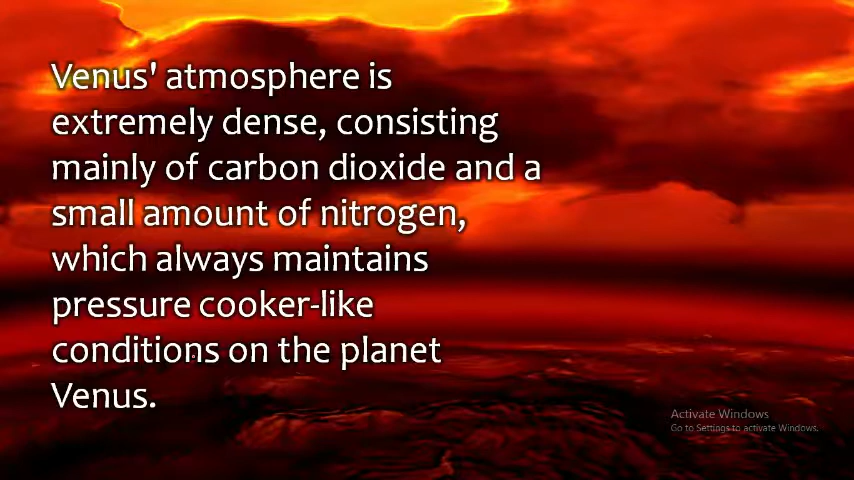 Venus' atmosphere is
extremely dense, consisting
mainly of carbon dioxide and a
small amount of nitrogen,
which always maintains
pressure cooker-like
conditions on the planet
Venus.
Activate Windows
Go to Settings to activate Windows.